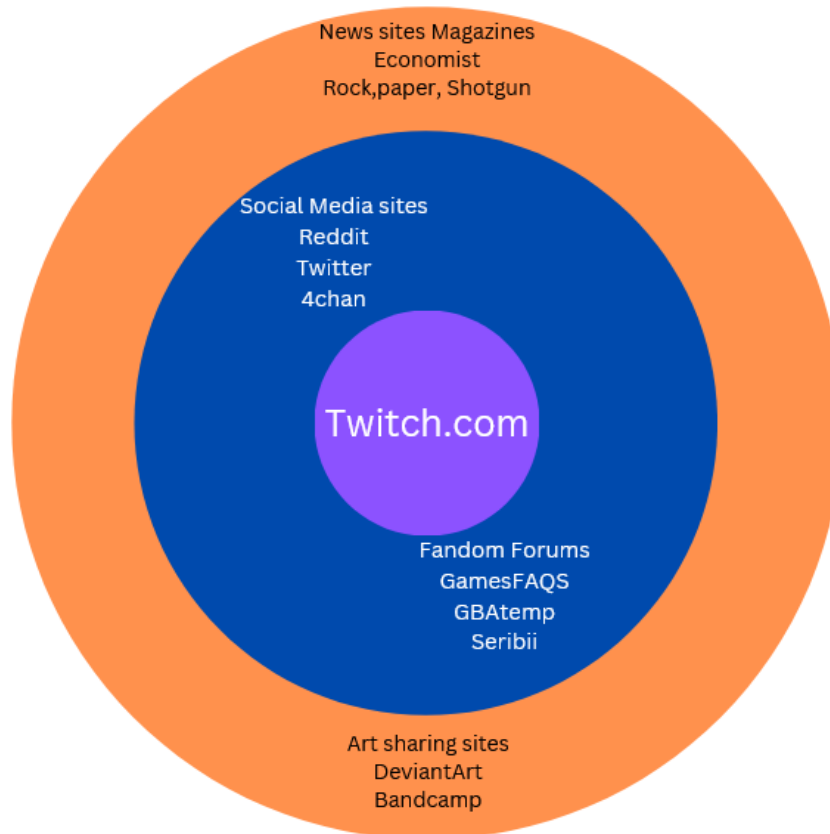 News sites Magazines
Economist
Rock,paper, Shotgun
Social Media sites
Reddit
Twitter
4chan
Twitch.com
Fandom Forums
GamesFAQS
GBAtemp
Seribii
Art sharing sites
DeviantArt
Bandcamp